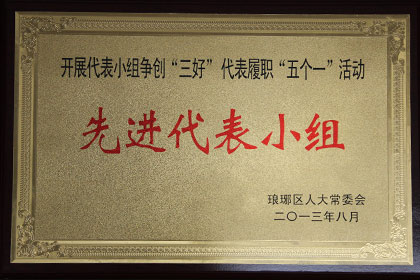 开展代表小组争创“三好”代表履职“五个一”活动
先进代表小组
琅琊区人大常委会
二〇一三年八月